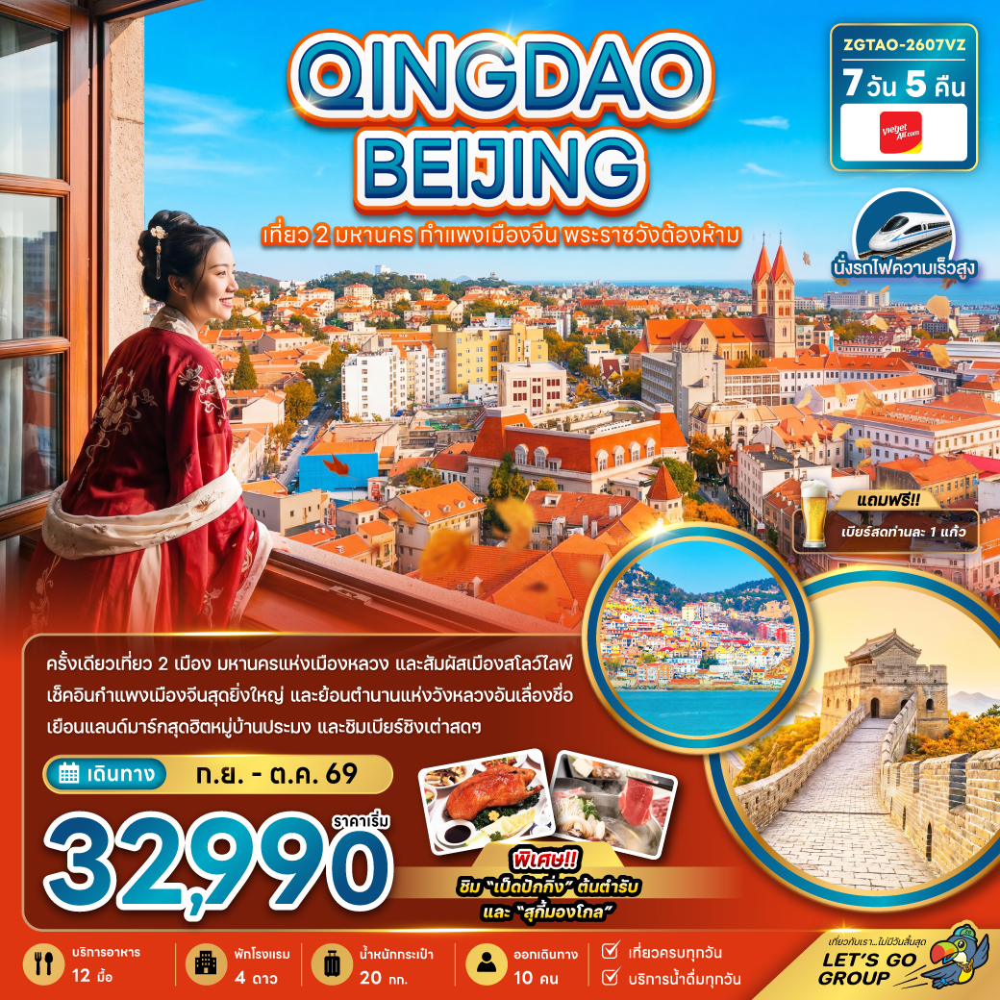 QINGDAO
BEIJING
เที่ยว 2 มหานคร กำแพงเมืองจีน พระราชวังต้องห้าม
ZGTAO-2607VZ
7 วัน 5 คืน
Vietjet Air.com
นั่งรถไฟความเร็วสูง
แถมฟรี!!
เบียร์สดท่านละ 1 แก้ว
ครั้งเดียวเที่ยว 2 เมือง มหานครแห่งเมืองหลวง และสัมผัสเมืองสโลว์ไลฟ์
เช็คอินกำแพงเมืองจีนสุดยิ่งใหญ่ และย้อนตำนานแห่งวังหลวงอันเลื่องชื่อ
เยือนแลนด์มาร์กสุดฮิตหมู่บ้านประมง และชิมเบียร์ชิงเต่าสดๆ
เดินทาง ก.ย. - ต.ค. 69
ราคาเริ่ม
32,990
พิเศษ!!
ชิม "เป็ดปักกิ่ง" ต้นตำรับ
และ "สุกี้มองโกล"
บริการอาหาร
12 มื้อ
พักโรงแรม
4 ดาว
น้ำหนักกระเป๋า
20 กก.
ออกเดินทาง
10 คน
เที่ยวครบทุกวัน
บริการน้ำดื่มทุกวัน
เที่ยวกับเรา...ไม่มีวันสิ้นสุด
LET'S GO
GROUP